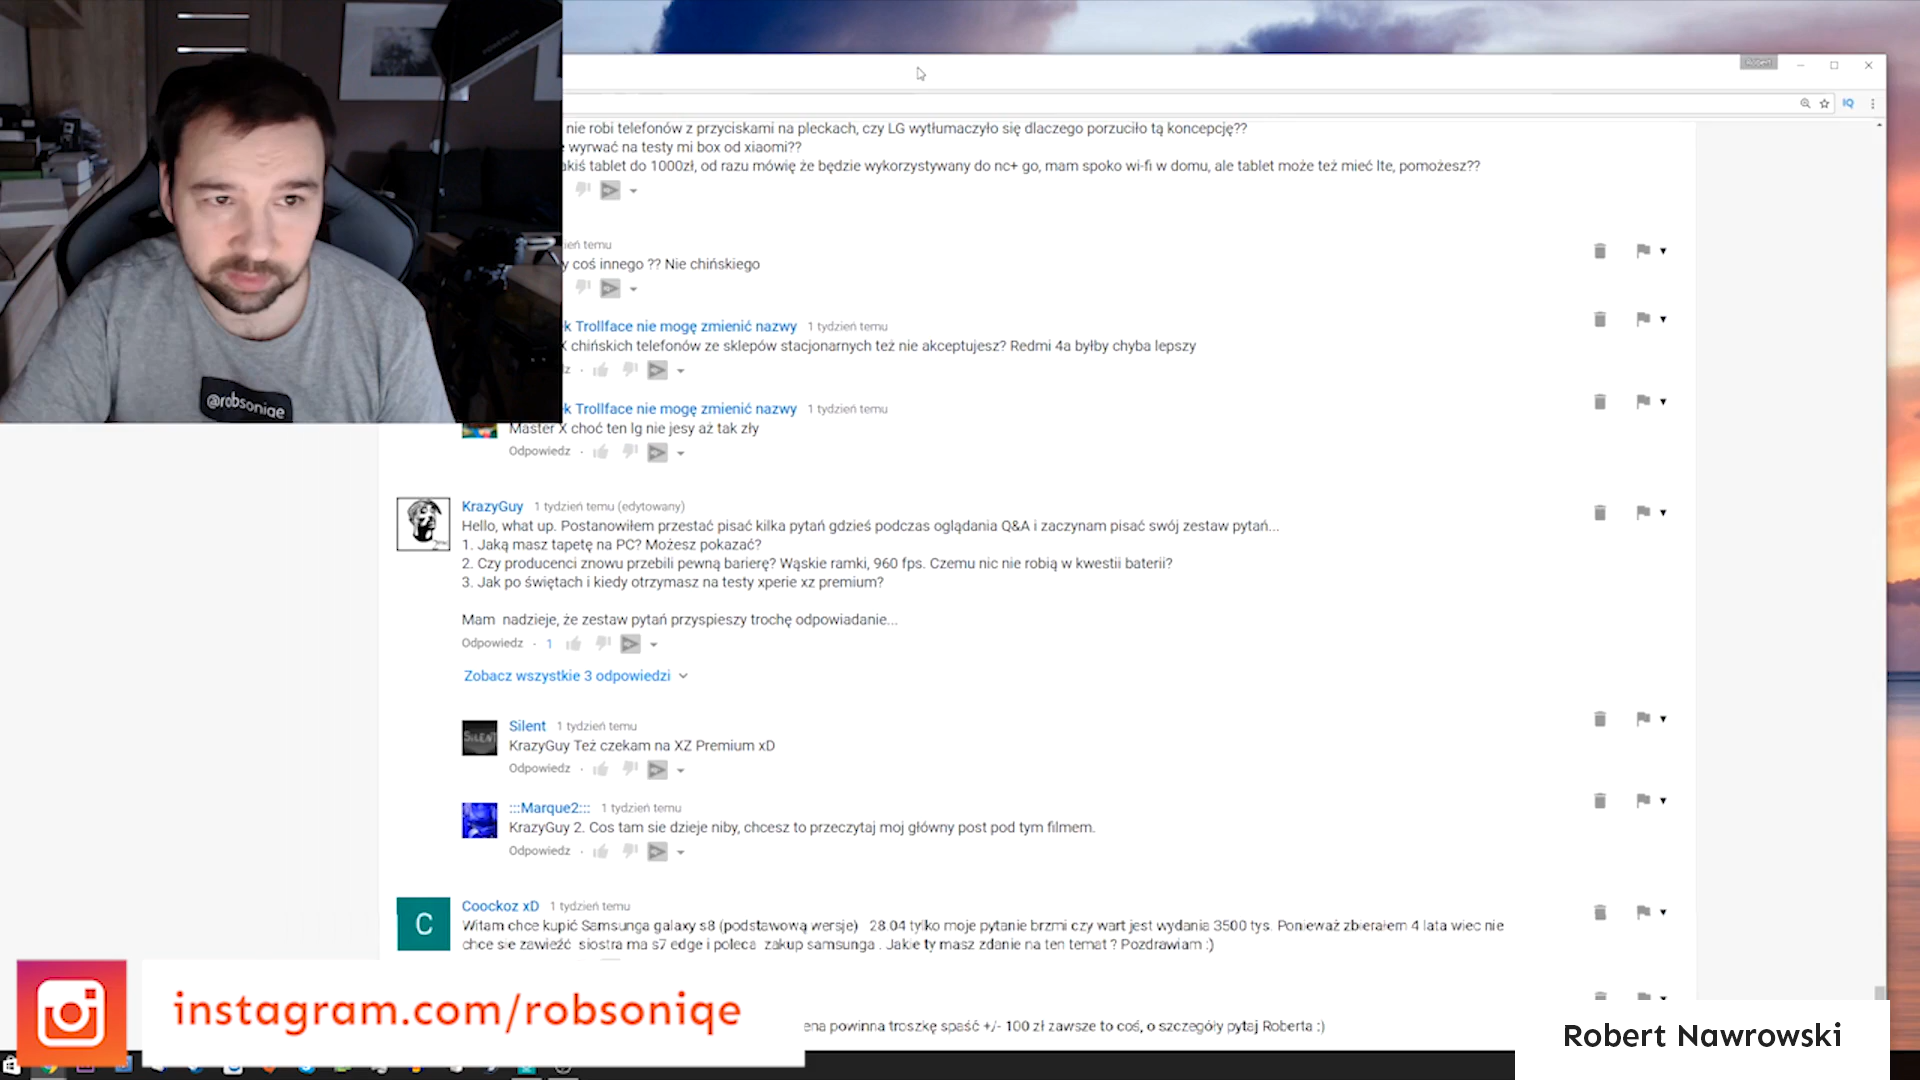 Robert
nie robi telefonów z przyciskami na pleckach, czy LG wytłumaczyło się dlaczego porzuciło tą koncepcję??
wyrwać na testy mi box od xiaomi??
akiś tablet do 1000zł, od razu mówię że będzie wykorzystywany do nc+ go, mam spoko wi-fi w domu, ale tablet może też mieć lte, pomożesz??
ień temu
y coś innego ?? Nie chińskiego
k Trollface nie mogę zmienić nazwy 1 tydzień temu
X chińskich telefonów ze sklepów stacjonarnych też nie akceptujesz? Redmi 4a byłby chyba lepszy
z
k Trollface nie mogę zmienić nazwy 1 tydzień temu
Master X choć ten lg nie jesy aż tak zły
Odpowiedz
@robsoniqe
KrazyGuy 1 tydzień temu (edytowany)
Hello, what up. Postanowiłem przestać pisać kilka pytań gdzieś podczas oglądania Q&A i zaczynam pisać swój zestaw pytań...
1. Jaką masz tapetę na PC? Możesz pokazać?
2. Czy producenci znowu przebili pewną barierę? Wąskie ramki, 960 fps. Czemu nic nie robią w kwestii baterii?
3. Jak po świętach i kiedy otrzymasz na testy xperie xz premium?
Mam nadzieje, że zestaw pytań przyspieszy trochę odpowiadanie...
Odpowiedz · 1
Zobacz wszystkie 3 odpowiedzi
SILENT
Silent 1 tydzień temu
KrazyGuy Też czekam na XZ Premium xD
Odpowiedz
:::Marque2::: 1 tydzień temu
KrazyGuy 2. Cos tam sie dzieje niby, chcesz to przeczytaj moj główny post pod tym filmem.
Odpowiedz
C
Coockoz xD 1 tydzień temu
Witam chce kupić Samsunga galaxy s8 (podstawową wersje) 28 04 tylko moje pytanie brzmi czy wart jest wydania 3500 tys. Ponieważ zbierałem 4 lata wiec nie
chce sie zawieźć siostra ma s7 edge i poleca zakup samsunga . Jakie ty masz zdanie na ten temat ? Pozdrawiam :)
instagram.com/robsoniqe
ena powinna troszkę spaść +/- 100 zł zawsze to coś, o szczegóły pytaj Roberta :)
Robert Nawrowski